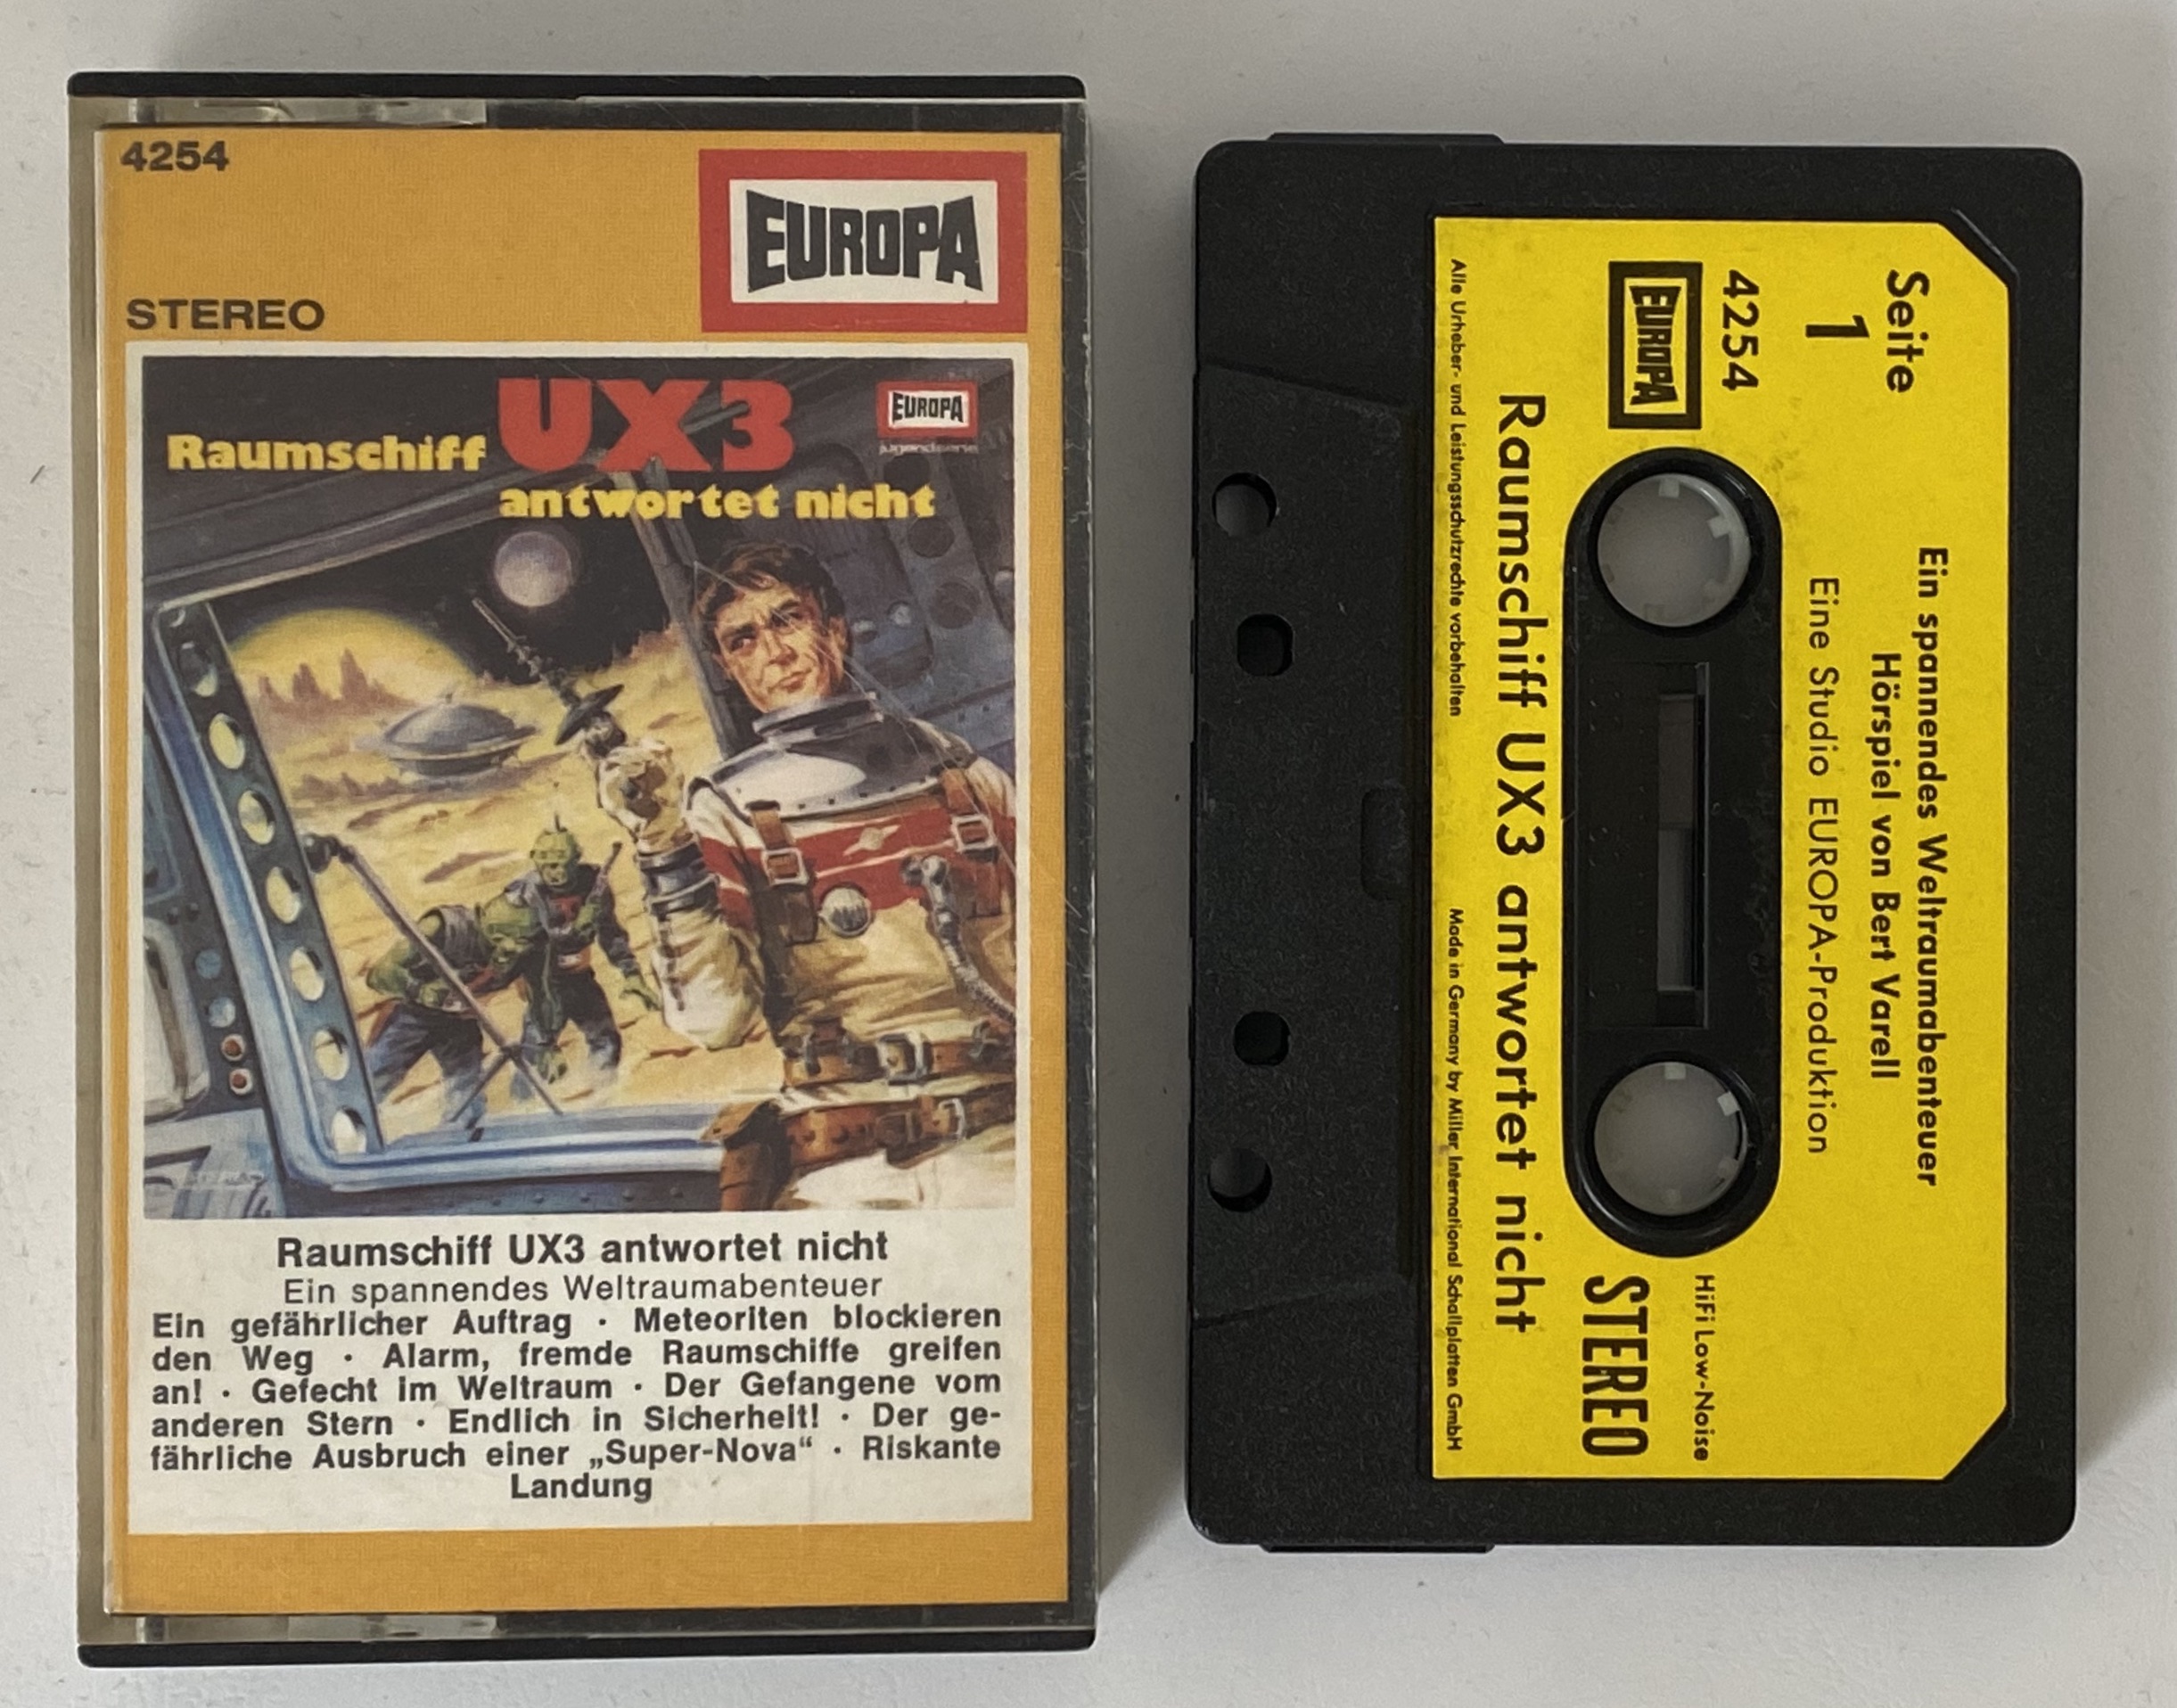 4254
EUROPA
STEREO
Raumschiff UX3
antwortet nicht
EUROPA
jugendserie
Raumschiff UX3 antwortet nicht
Ein spannendes Weltraumabenteuer
Ein gefährlicher Auftrag · Meteoriten blockieren
den Weg · Alarm, fremde Raumschiffe greifen
an! · Gefecht im Weltraum · Der Gefangene vom
anderen Stern · Endlich in Sicherheit! · Der ge-
fährliche Ausbruch einer „Super-Nova“ · Riskante
Landung
Seite
1
Ein spannendes Weltraumabenteuer
Hörspiel von Bert Varell
Eine Studio EUROPA-Produktion
4254
EUROPA
HiFi Low-Noise
STEREO
Raumschiff UX3 antwortet nicht
Alle Urheber- und Leistungsschutzrechte vorbehalten
Made in Germany by Miller International Schallplatten GmbH